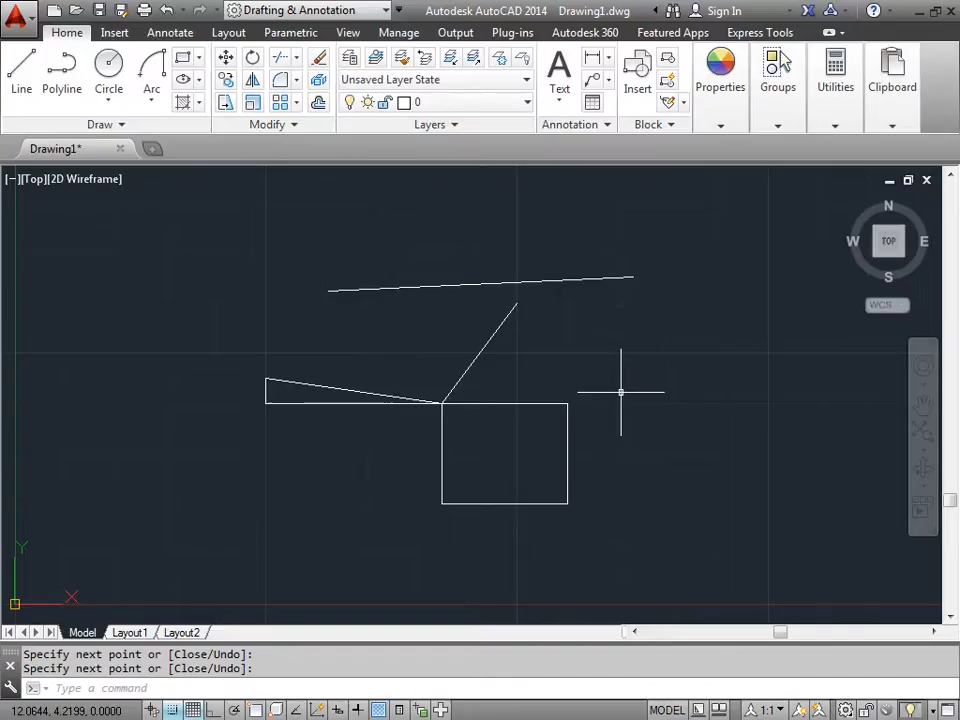 Drafting & Annotation
Autodesk AutoCAD 2014 Drawing1.dwg
Sign In
Home Insert Annotate Layout Parametric View Manage Output Plug-ins Autodesk 360 Featured Apps Express Tools
Line Polyline Circle Arc
Unsaved Layer State
0
Text
Insert
Properties Groups Utilities Clipboard
Draw Modify Layers Annotation Block
Drawing1*
[−][Top][2D Wireframe]
N
W TOP E
S
WCS
Y
X
Model Layout1 Layout2
Specify next point or [Close/Undo]:
Specify next point or [Close/Undo]:
Type a command
12.0644, 4.2199, 0.0000
MODEL
1:1